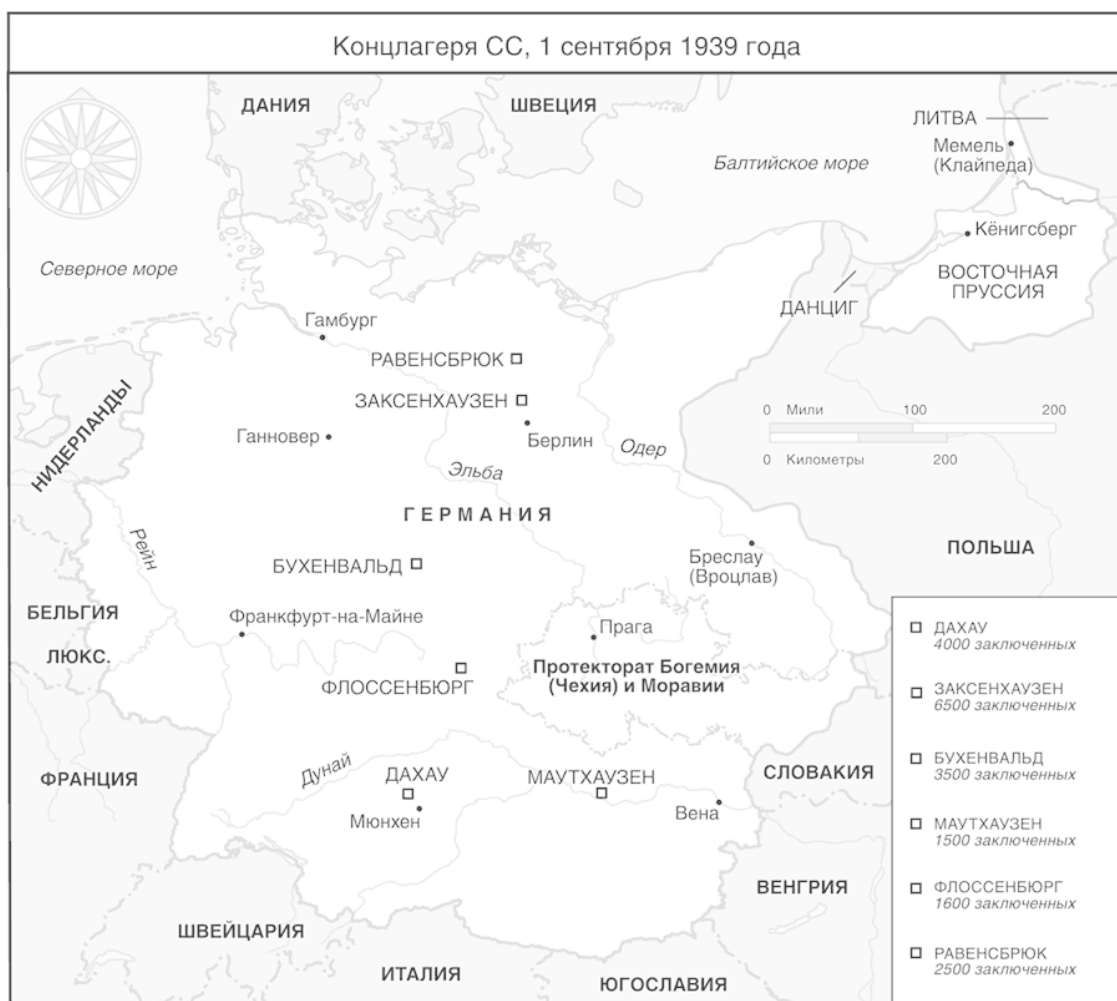 Концлагеря СС, 1 сентября 1939 года
ДАНИЯ
ШВЕЦИЯ
ЛИТВА
Мемель
(Клайпеда)
Балтийское море
Кёнигсберг
Северное море
ВОСТОЧНАЯ
ПРУССИЯ
ДАНЦИГ
Гамбург
РАВЕНСБРЮК
ЗАКСЕНХАУЗЕН
НИДЕРЛАНДЫ
Ганновер
Берлин
Одер
0 Мили 100 200
0 Километры 200
Эльба
ГЕРМАНИЯ
Рейн
БУХЕНВАЛЬД
Бреслау
(Вроцлав)
ПОЛЬША
БЕЛЬГИЯ
Франкфурт-на-Майне
Прага
ЛЮКС.
Протекторат Богемия
(Чехия) и Моравии
ФЛОССЕНБЮРГ
ФРАНЦИЯ
Дунай
ДАХАУ
МАУТХАУЗЕН
СЛОВАКИЯ
Мюнхен
Вена
ВЕНГРИЯ
ШВЕЙЦАРИЯ
ИТАЛИЯ
ЮГОСЛАВИЯ
ДАХАУ
4000 заключенных
ЗАКСЕНХАУЗЕН
6500 заключенных
БУХЕНВАЛЬД
3500 заключенных
МАУТХАУЗЕН
1500 заключенных
ФЛОССЕНБЮРГ
1600 заключенных
РАВЕНСБРЮК
2500 заключенных